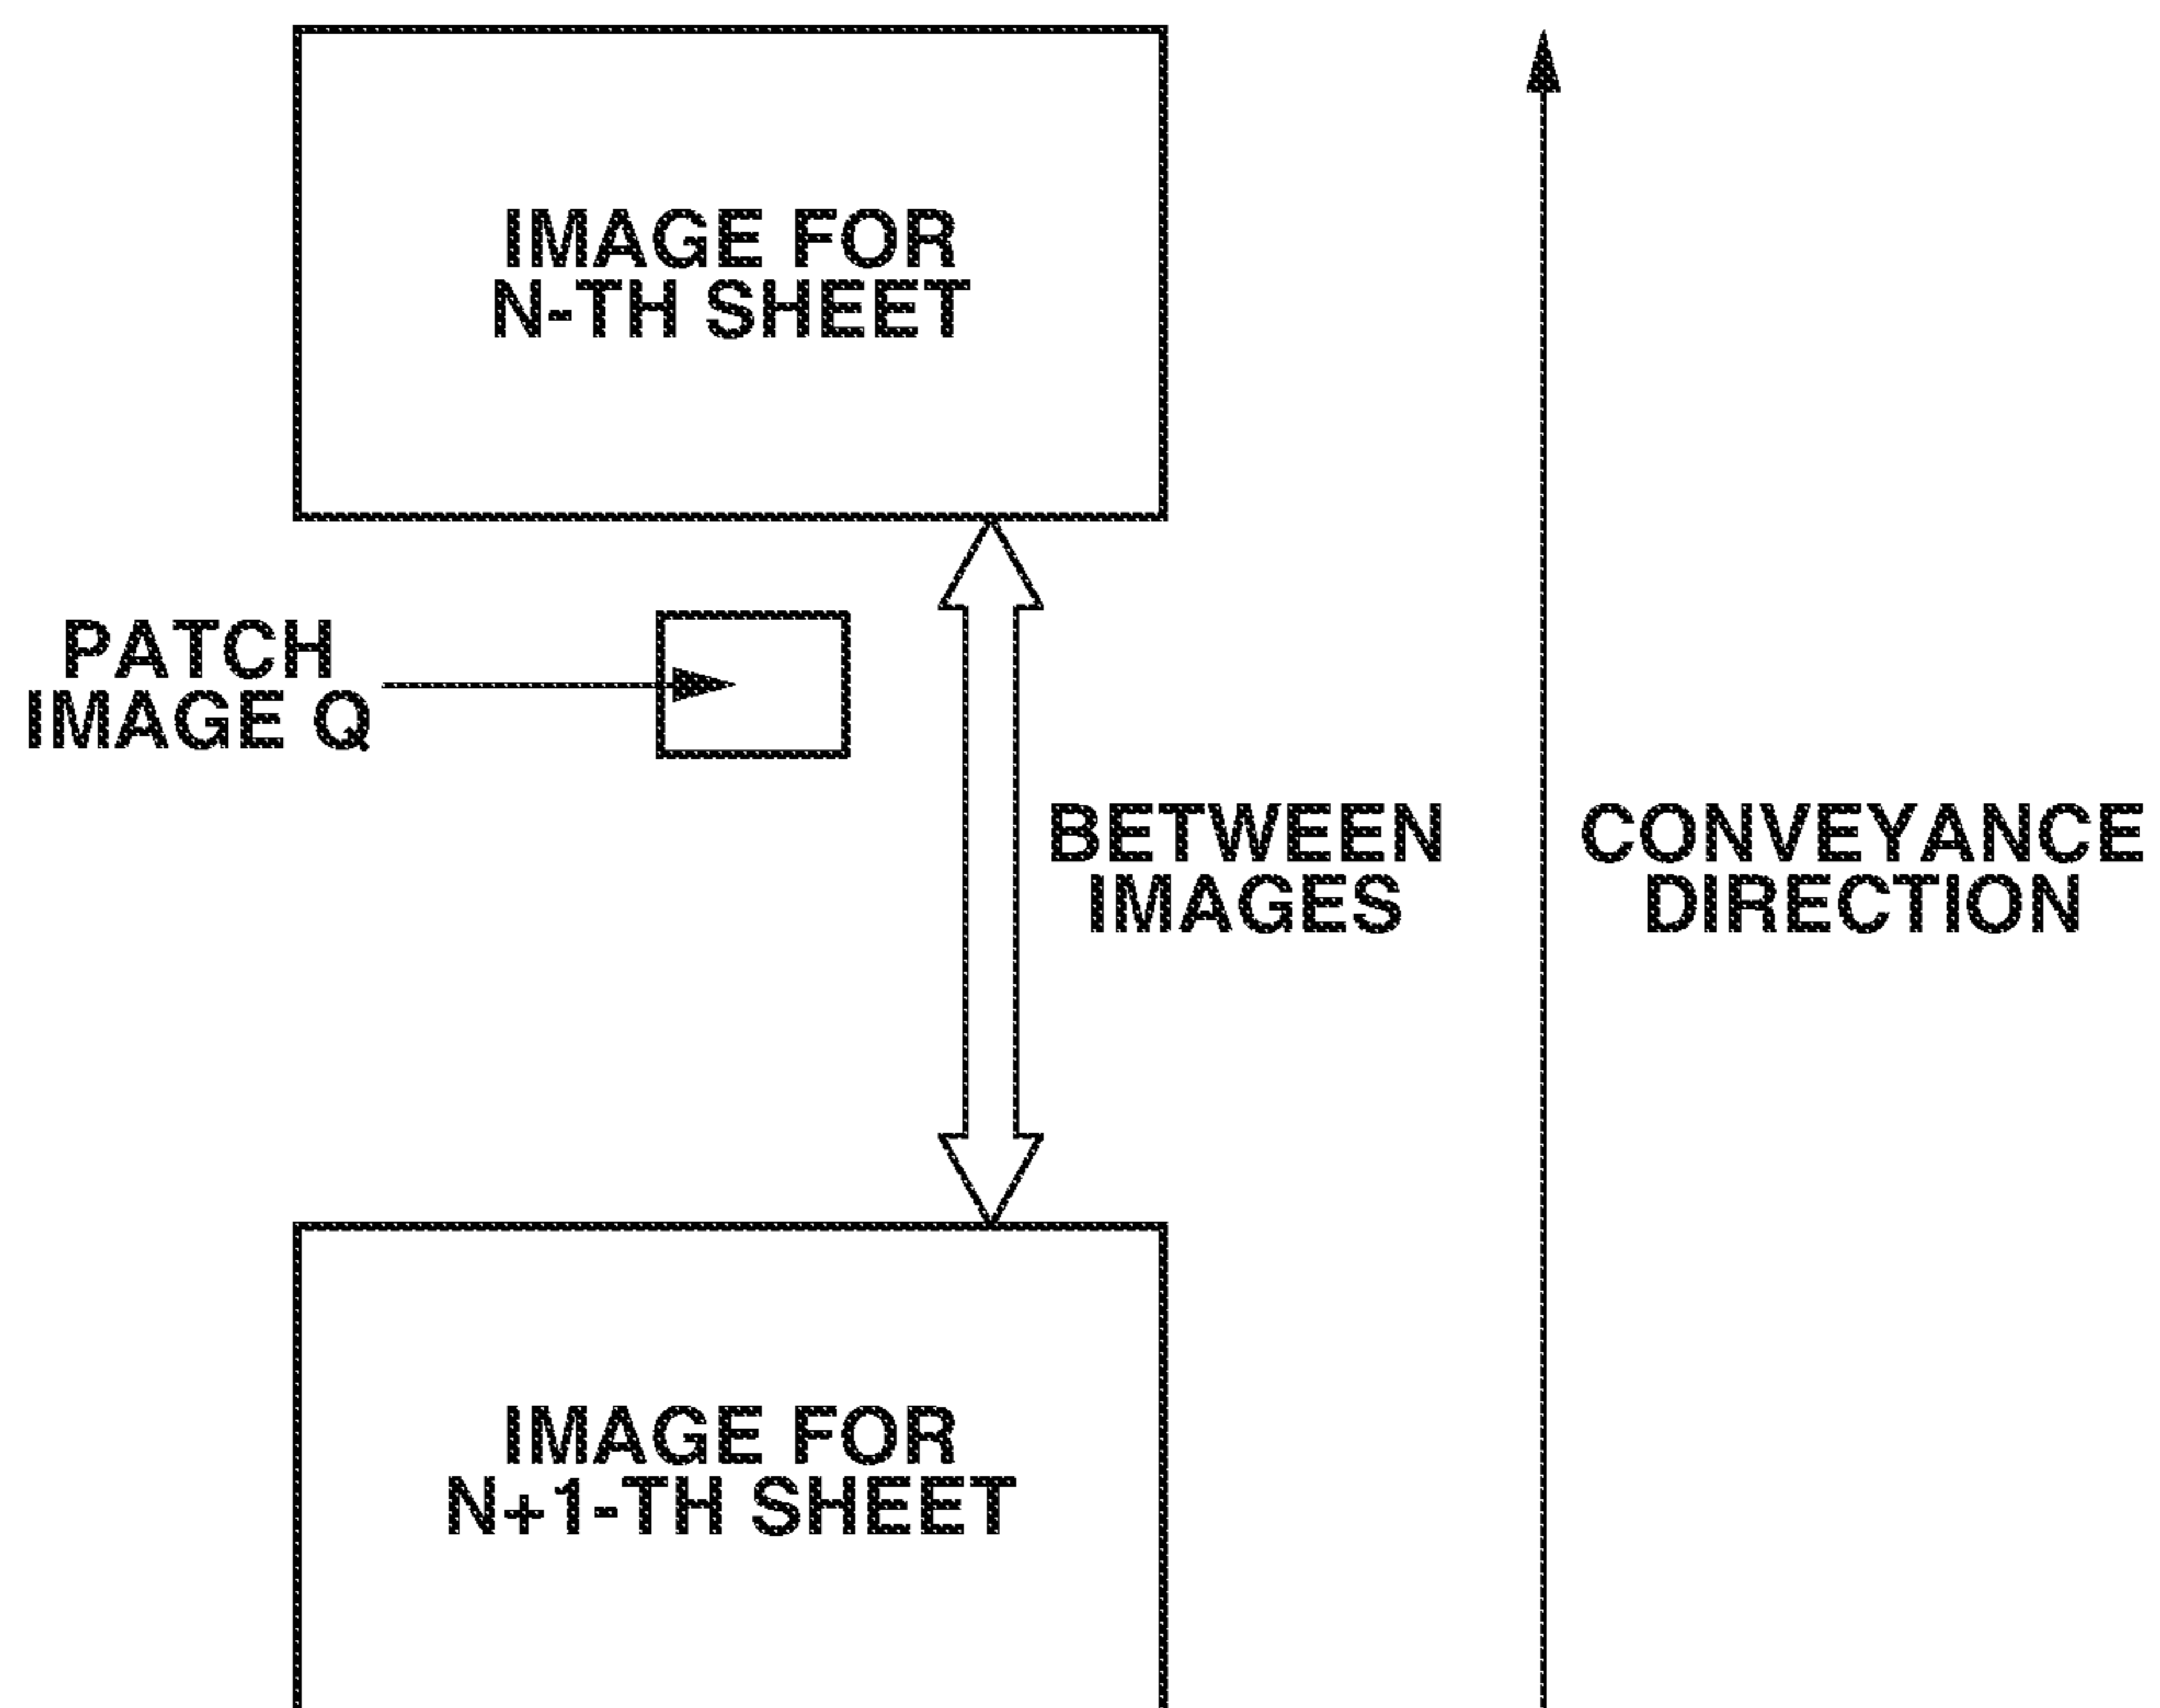 IMAGE FOR
N-TH SHEET
PATCH
IMAGE Q
BETWEEN
IMAGES
CONVEYANCE
DIRECTION
IMAGE FOR
N+1-TH SHEET